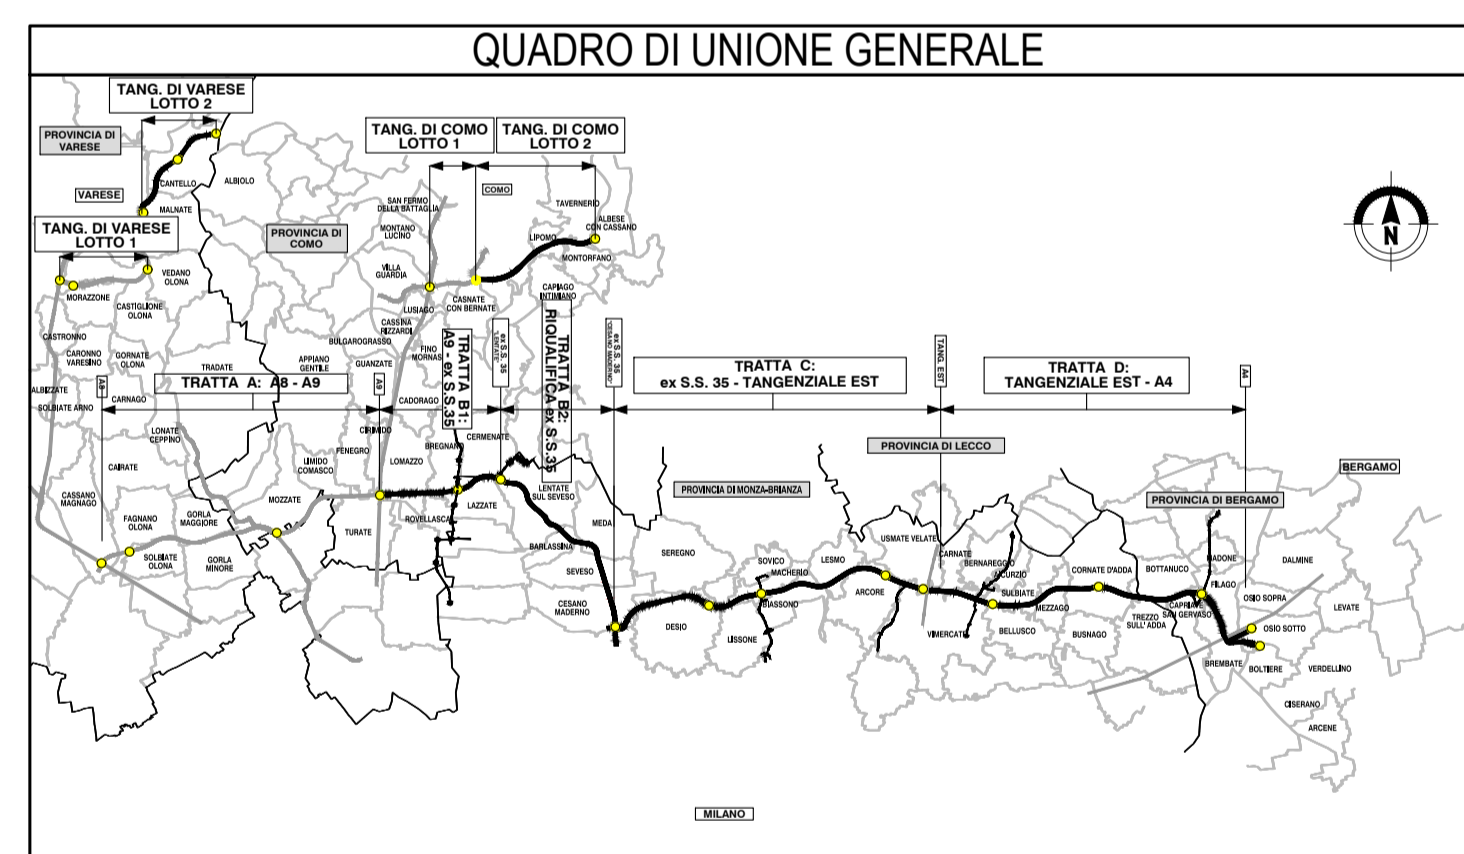 QUADRO DI UNIONE GENERALE
TANG. DI VARESE
LOTTO 2
PROVINCIA DI
VARESE
VARESE
CANTELLO
ALBIOLO
MALNATE
TANG. DI VARESE
LOTTO 1
VEDANO
OLONA
MORAZZONE
CASTIGLIONE
OLONA
PROVINCIA DI
COMO
TANG. DI COMO
LOTTO 1
TANG. DI COMO
LOTTO 2
COMO
SAN FERMO
DELLA BATTAGLIA
MONTANO
LUCINO
VILLA
GUARDIA
TAVERNERIO
ALBESE
CON CASSANO
LIPOMO
MONTORFANO
CAPIAGO
INTIMIANO
CASNATE
CON BERNATE
LUSIAGO
CASSINA
RIZZARDI
BULGAROGRASSO
FINO
MORNAS
N
CASTRONNO
CARONNO
VARESINO
GORNATE
OLONA
TRADATE
APPIANO
GENTILE
GUANZATE
ALBIZZATE
SOLBIATE ARNO
CARNAGO
A8
TRATTA A: A8 - A9
A9
CADORAGO
TRATTA B1:
A9 - ex S.S.35
ex S.S. 35
"LENTATE"
TRATTA B2:
RIQUALIFICA ex S.S.35
ex S.S. 35
"CESANO MADERNO"
TRATTA C:
ex S.S. 35 - TANGENZIALE EST
TANG. EST
TRATTA D:
TANGENZIALE EST - A4
A4
LONATE
CEPPINO
CIRIMIDO
FENEGRO
BREGNANO
CERMENATE
PROVINCIA DI LECCO
BERGAMO
CAIRATE
LIMIDO
COMASCO
LOMAZZO
CASSANO
MAGNAGO
MOZZATE
LENTATE
SUL SEVESO
PROVINCIA DI MONZA-BRIANZA
PROVINCIA DI BERGAMO
FAGNANO
OLONA
GORLA
MAGGIORE
ROVELLASCA
LAZZATE
MEDA
TURATE
SOLBIATE
OLONA
GORLA
MINORE
BARLASSINA
SEVESO
SEREGNO
SOVICO
MACHERIO
LESMO
USMATE VELATE
CARNATE
BERNAREGGIO
AICURZIO
SULBIATE
CORNATE D'ADDA
BOTTANUCO
MADONE
FILAGO
DALMINE
CESANO
MADERNO
DESIO
BIASSONO
LISSONE
ARCORE
VIMERCATE
BELLUSCO
MEZZAGO
BUSNAGO
TREZZO
SULL' ADDA
CAPRIATE
SAN GERVASO
OSIO SOPRA
OSIO SOTTO
LEVATE
BREMBATE
BOLTIERE
VERDELLINO
CISERANO
ARCENE
MILANO